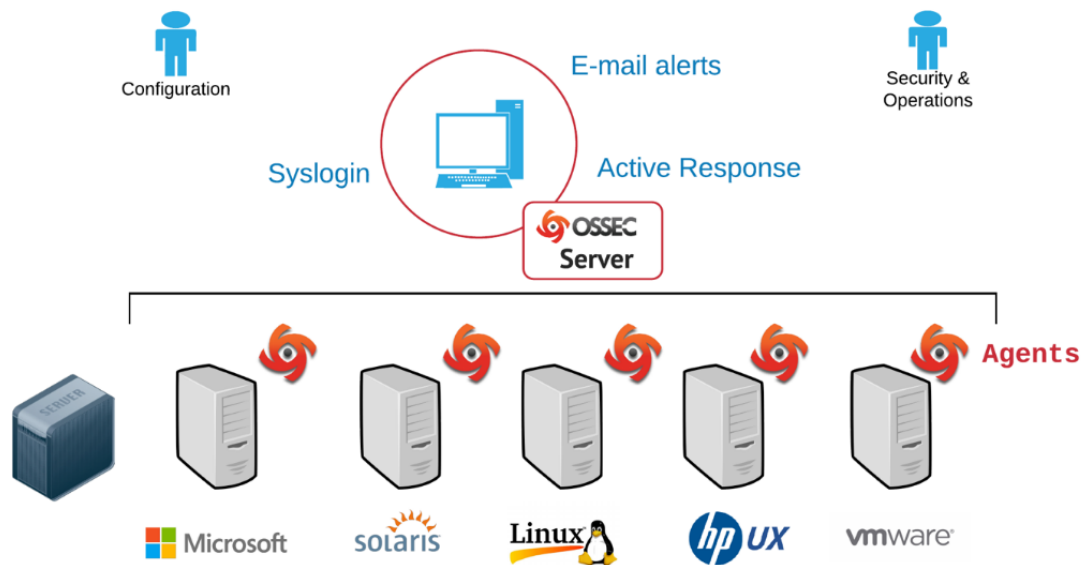 Configuration
E-mail alerts
Security &
Operations
Syslogin
Active Response
OSSEC
Server
Agents
SERVER
Microsoft
solaris
Linux
hp UX
vmware